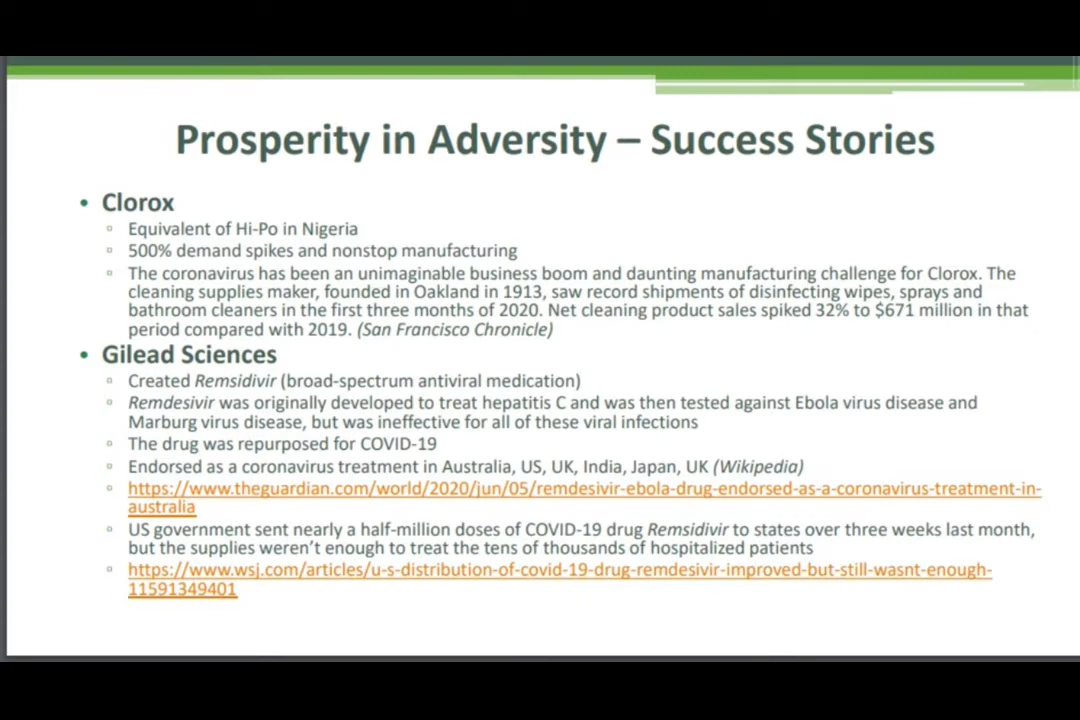 Prosperity in Adversity – Success Stories
• Clorox
▫ Equivalent of Hi-Po in Nigeria
▫ 500% demand spikes and nonstop manufacturing
▫ The coronavirus has been an unimaginable business boom and daunting manufacturing challenge for Clorox. The
cleaning supplies maker, founded in Oakland in 1913, saw record shipments of disinfecting wipes, sprays and
bathroom cleaners in the first three months of 2020. Net cleaning product sales spiked 32% to $671 million in that
period compared with 2019. (San Francisco Chronicle)
• Gilead Sciences
▫ Created Remsidivir (broad-spectrum antiviral medication)
▫ Remdesivir was originally developed to treat hepatitis C and was then tested against Ebola virus disease and
Marburg virus disease, but was ineffective for all of these viral infections
▫ The drug was repurposed for COVID-19
▫ Endorsed as a coronavirus treatment in Australia, US, UK, India, Japan, UK (Wikipedia)
▫ https://www.theguardian.com/world/2020/jun/05/remdesivir-ebola-drug-endorsed-as-a-coronavirus-treatment-in-
australia
▫ US government sent nearly a half-million doses of COVID-19 drug Remsidivir to states over three weeks last month,
but the supplies weren't enough to treat the tens of thousands of hospitalized patients
▫ https://www.wsj.com/articles/u-s-distribution-of-covid-19-drug-remdesivir-improved-but-still-wasnt-enough-
11591349401